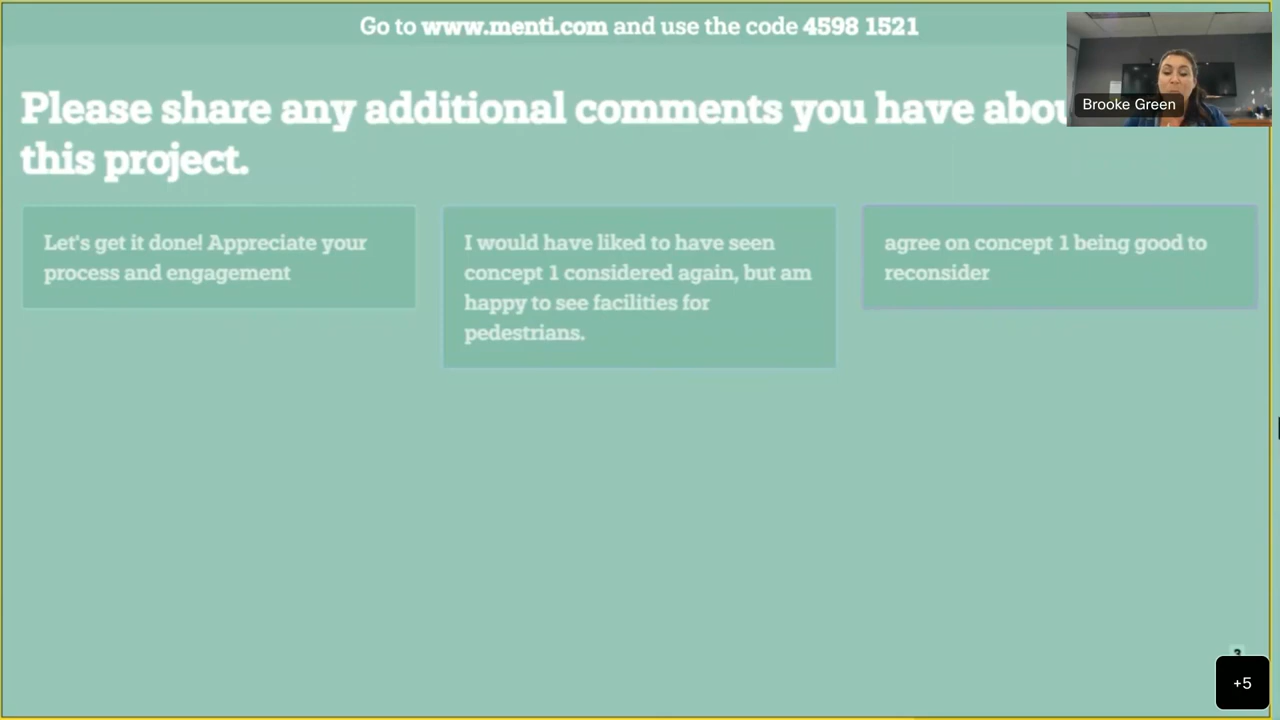 Go to www.menti.com and use the code 4598 1521
Brooke Green
Please share any additional comments you have abou
this project.
Let's get it done! Appreciate your
process and engagement
I would have liked to have seen
concept 1 considered again, but am
happy to see facilities for
pedestrians.
agree on concept 1 being good to
reconsider
3
+5